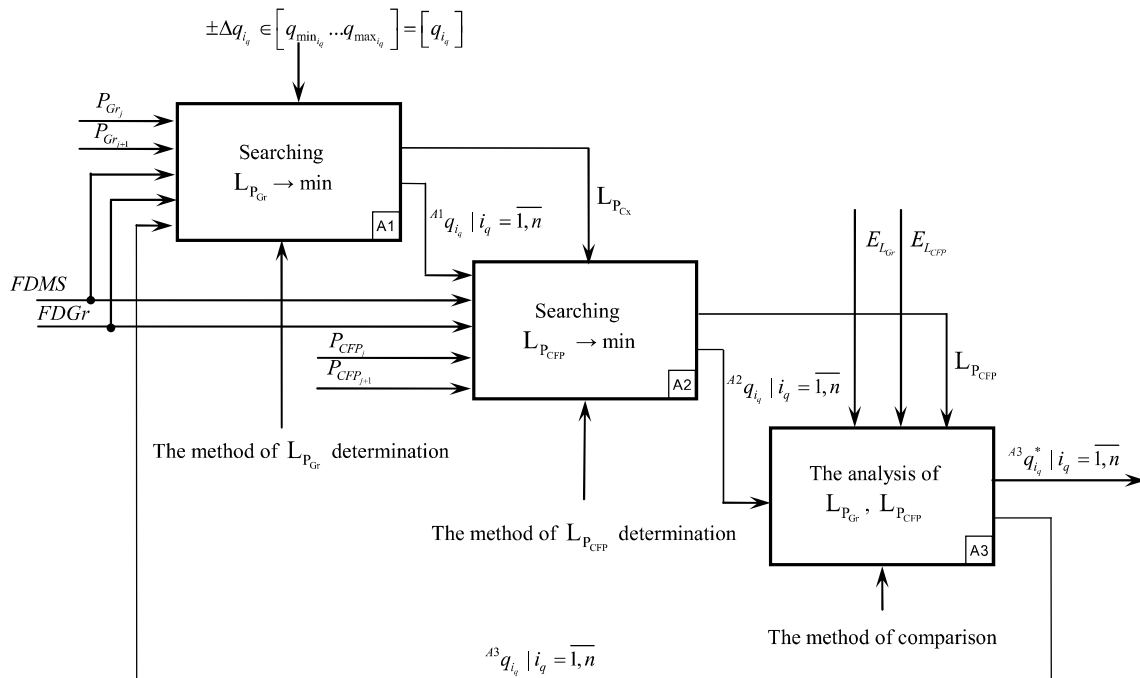 ±Δq_{i_q} ∈ [q_{min_{i_q}} ...q_{max_{i_q}}] = [q_{i_q}]
P_{Gr_j}
P_{Gr_{j+1}}
Searching
L_{P_{Gr}} → min
A1
L_{P_{Cx}}
^{A1}q_{i_q} | i_q = \overline{1,n}
E_{L_{Gr}}
E_{L_{CFP}}
FDMS
FDGr
Searching
L_{P_{CFP}} → min
A2
P_{CFP_j}
P_{CFP_{j+1}}
L_{P_{CFP}}
^{A2}q_{i_q} | i_q = \overline{1,n}
The method of L_{P_{Gr}} determination
The analysis of
L_{P_{Gr}} , L_{P_{CFP}}
A3
^{A3}q^*_{i_q} | i_q = \overline{1,n}
The method of L_{P_{CFP}} determination
The method of comparison
^{A3}q_{i_q} | i_q = \overline{1,n}